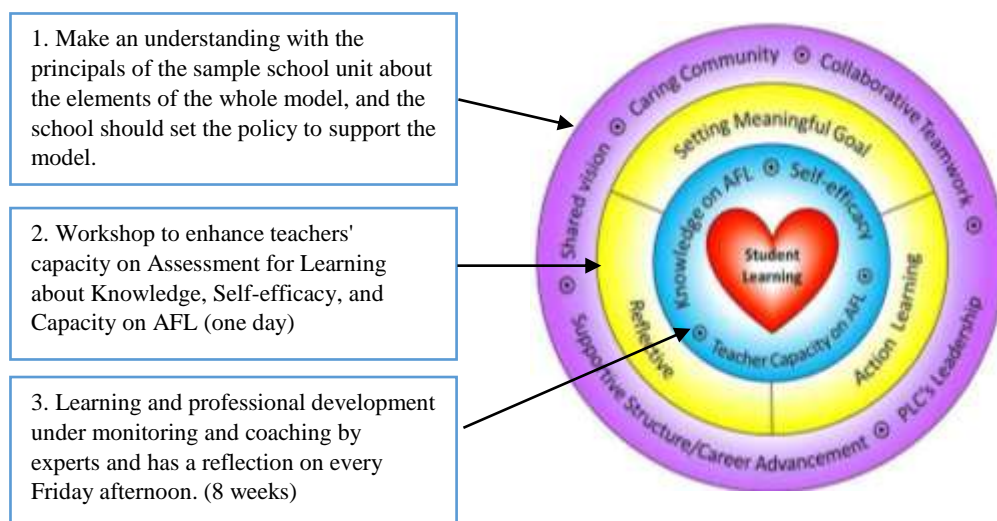 1. Make an understanding with the
principals of the sample school unit about
the elements of the whole model, and the
school should set the policy to support the
model.
2. Workshop to enhance teachers'
capacity on Assessment for Learning
about Knowledge, Self-efficacy, and
Capacity on AFL (one day)
3. Learning and professional development
under monitoring and coaching by
experts and has a reflection on every
Friday afternoon. (8 weeks)
Shared vision
Caring Community
Collaborative Teamwork
PLC's Leadership
Supportive Structure/Career Advancement
Setting Meaningful Goal
Action Learning
Reflective
Knowledge on AFL
Self-efficacy
Teacher Capacity on AFL
Student
Learning